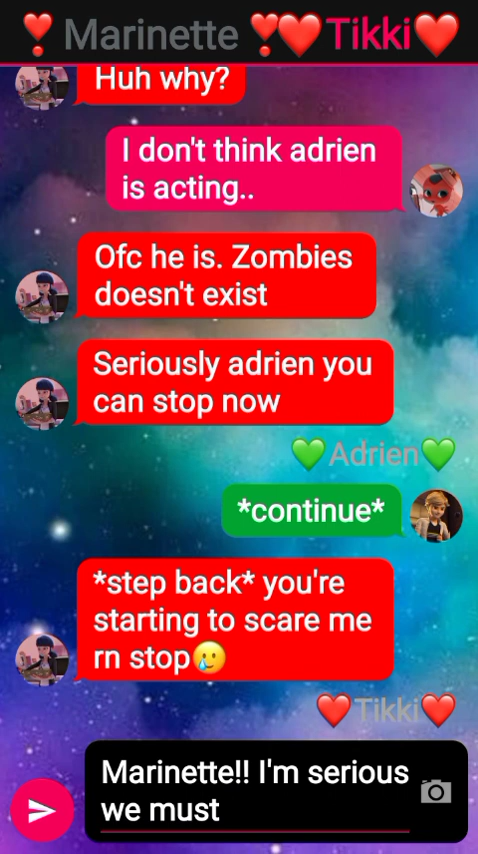 ❣️Marinette ❣️❤️Tikki❤️
Huh why?
I don't think adrien
is acting..
Ofc he is. Zombies
doesn't exist
Seriously adrien you
can stop now
💚Adrien💚
*continue*
*step back* you're
starting to scare me
rn stop🥲
❤️Tikki❤️
Marinette!! I'm serious
we must